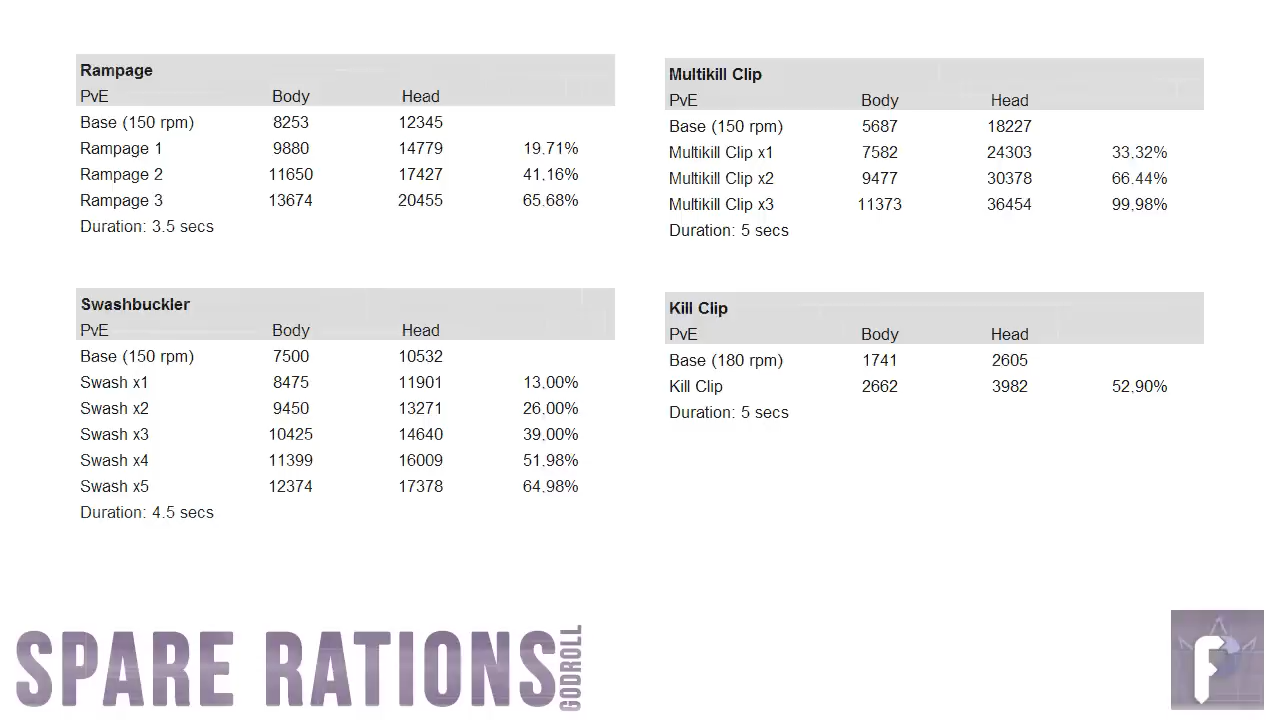 Rampage
PvE Body Head
Base (150 rpm) 8253 12345
Rampage 1 9880 14779 19.71%
Rampage 2 11650 17427 41.16%
Rampage 3 13674 20455 65.68%
Duration: 3.5 secs
Swashbuckler
PvE Body Head
Base (150 rpm) 7500 10532
Swash x1 8475 11901 13.00%
Swash x2 9450 13271 26.00%
Swash x3 10425 14640 39.00%
Swash x4 11399 16009 51.98%
Swash x5 12374 17378 64.98%
Duration: 4.5 secs
Multikill Clip
PvE Body Head
Base (150 rpm) 5687 18227
Multikill Clip x1 7582 24303 33.32%
Multikill Clip x2 9477 30378 66.44%
Multikill Clip x3 11373 36454 99.98%
Duration: 5 secs
Kill Clip
PvE Body Head
Base (180 rpm) 1741 2605
Kill Clip 2662 3982 52.90%
Duration: 5 secs
SPARE RATIONS
GODROLL
F